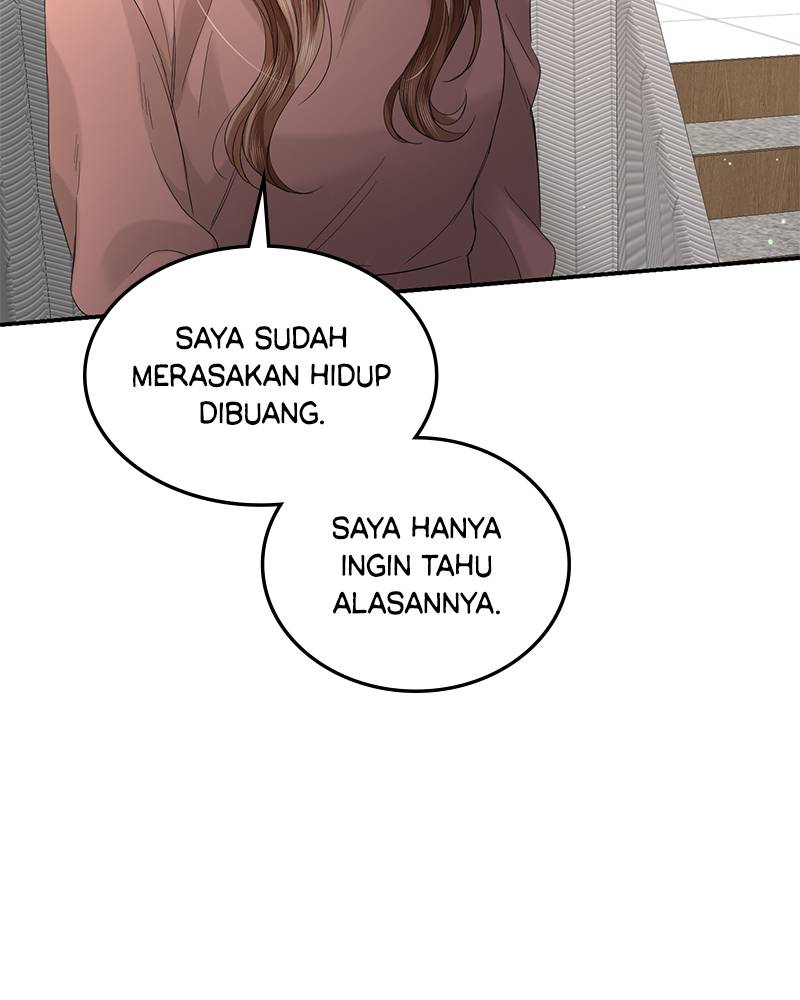 SAYA SUDAH
MERASAKAN HIDUP
DIBUANG.
SAYA HANYA
INGIN TAHU
ALASANNYA.